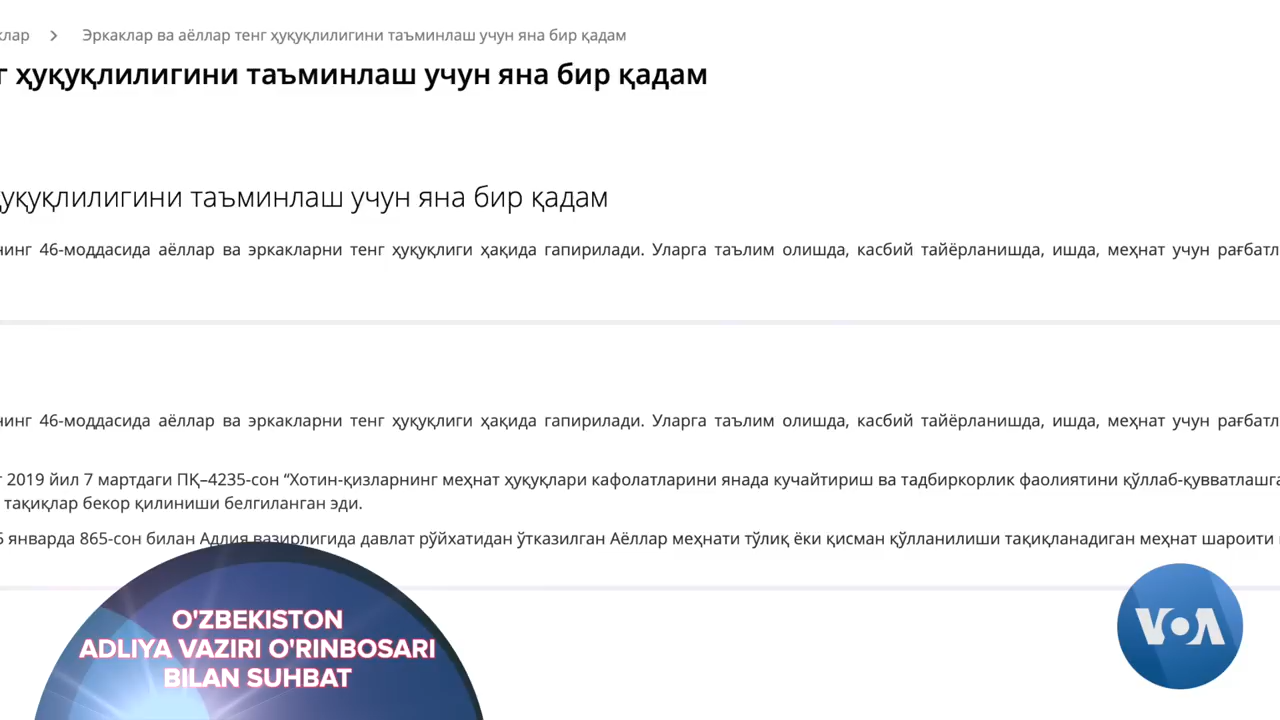 клар > Эркаклар ва аёллар тенг ҳуқуқлилигини таъминлаш учун яна бир қадам
г ҳуқуқлилигини таъминлаш учун яна бир қадам
ҳуқуқлилигини таъминлаш учун яна бир қадам
нинг 46-моддасида аёллар ва эркакларни тенг ҳуқуқлиги ҳақида гапирилади. Уларга таълим олишда, касбий тайёрланишда, ишда, меҳнат учун рағбатл
нинг 46-моддасида аёллар ва эркакларни тенг ҳуқуқлиги ҳақида гапирилади. Уларга таълим олишда, касбий тайёрланишда, ишда, меҳнат учун рағбатл
г 2019 йил 7 мартдаги ПҚ–4235-сон “Хотин-қизларнинг меҳнат ҳуқуқлари кафолатларини янада кучайтириш ва тадбиркорлик фаолиятини қўллаб-қувватлашга
тақиқлар бекор қилиниши белгиланган эди.
5 январда 865-сон билан Адлия вазирлигида давлат рўйхатидан ўтказилган Аёллар меҳнати тўлиқ ёки қисман қўлланилиши тақиқланадиган меҳнат шароити
O'ZBEKISTON
ADLIYA VAZIRI O'RINBOSARI
BILAN SUHBAT
VOA